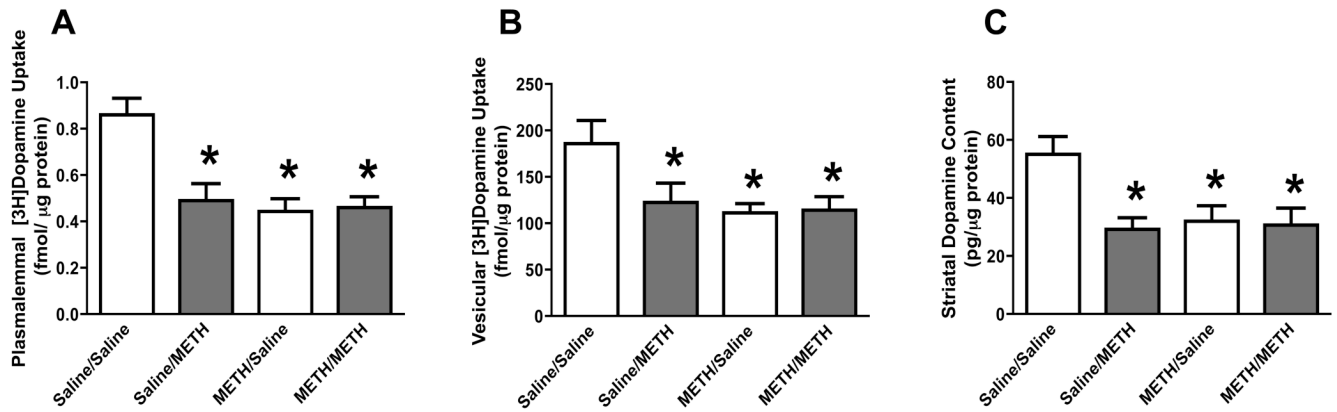 A
Plasmalemmal [3H]Dopamine Uptake
(fmol/ µg protein)
1.0
0.8
0.6
0.4
0.2
0.0
*
*
*
Saline/Saline
Saline/METH
METH/Saline
METH/METH
B
Vesicular [3H]Dopamine Uptake
(fmol/µg protein)
250
200
150
100
50
0
*
*
*
Saline/Saline
Saline/METH
METH/Saline
METH/METH
C
Striatal Dopamine Content
(pg/µg protein)
80
60
40
20
0
*
*
*
Saline/Saline
Saline/METH
METH/Saline
METH/METH